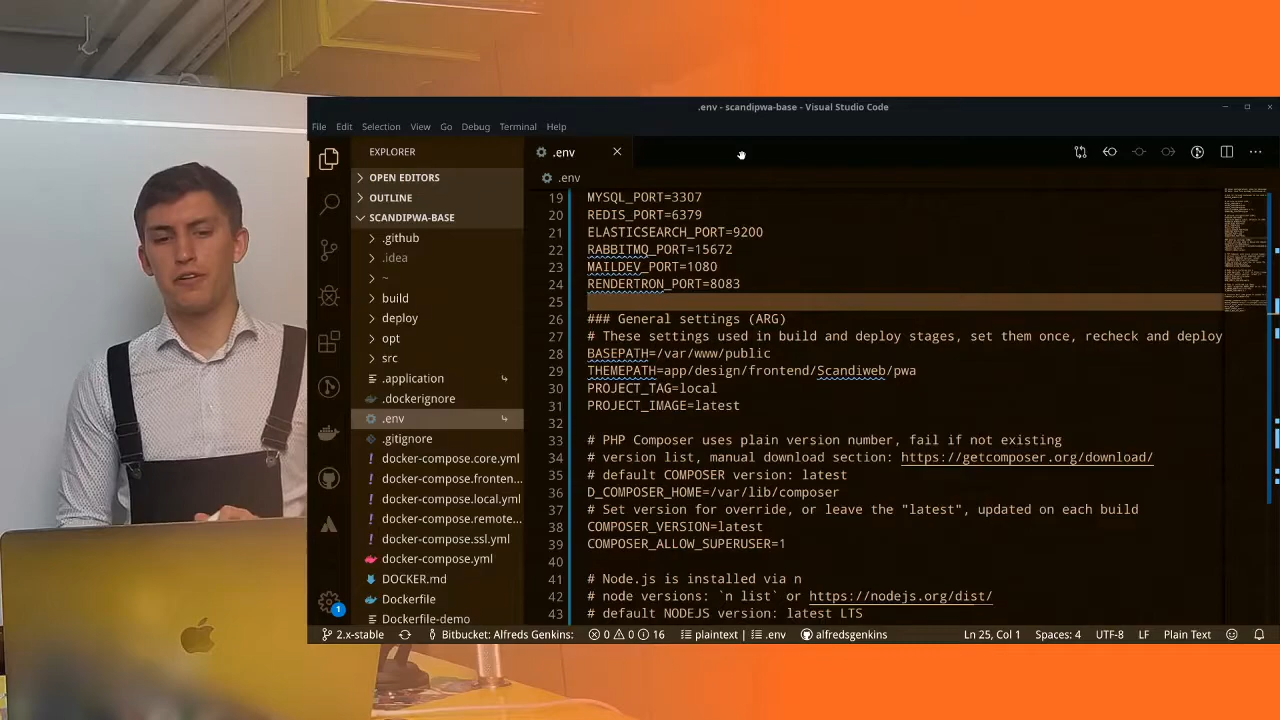 .env - scandipwa-base - Visual Studio Code
File Edit Selection View Go Debug Terminal Help
EXPLORER
OPEN EDITORS
OUTLINE
SCANDIPWA-BASE
.github
.idea
~
build
deploy
opt
src
.application
.dockerignore
.env
.gitignore
docker-compose.core.yml
docker-compose.fronten...
docker-compose.local.yml
docker-compose.remote...
docker-compose.ssl.yml
docker-compose.yml
DOCKER.md
Dockerfile
Dockerfile-demo
1
.env
.env
19 MYSQL_PORT=3307
20 REDIS_PORT=6379
21 ELASTICSEARCH_PORT=9200
22 RABBITMQ_PORT=15672
23 MAILDEV_PORT=1080
24 RENDERTRON_PORT=8083
25
26 ### General settings (ARG)
27 # These settings used in build and deploy stages, set them once, recheck and deploy
28 BASEPATH=/var/www/public
29 THEMEPATH=app/design/frontend/Scandiweb/pwa
30 PROJECT_TAG=local
31 PROJECT_IMAGE=latest
32
33 # PHP Composer uses plain version number, fail if not existing
34 # version list, manual download section: https://getcomposer.org/download/
35 # default COMPOSER version: latest
36 D_COMPOSER_HOME=/var/lib/composer
37 # Set version for override, or leave the "latest", updated on each build
38 COMPOSER_VERSION=latest
39 COMPOSER_ALLOW_SUPERUSER=1
40
41 # Node.js is installed via n
42 # node versions: `n list` or https://nodejs.org/dist/
43 # default NODEJS version: latest LTS
2.x-stable Bitbucket: Alfreds Genkins: 0 0 16 plaintext | .env alfredsgenkins Ln 25, Col 1 Spaces: 4 UTF-8 LF Plain Text